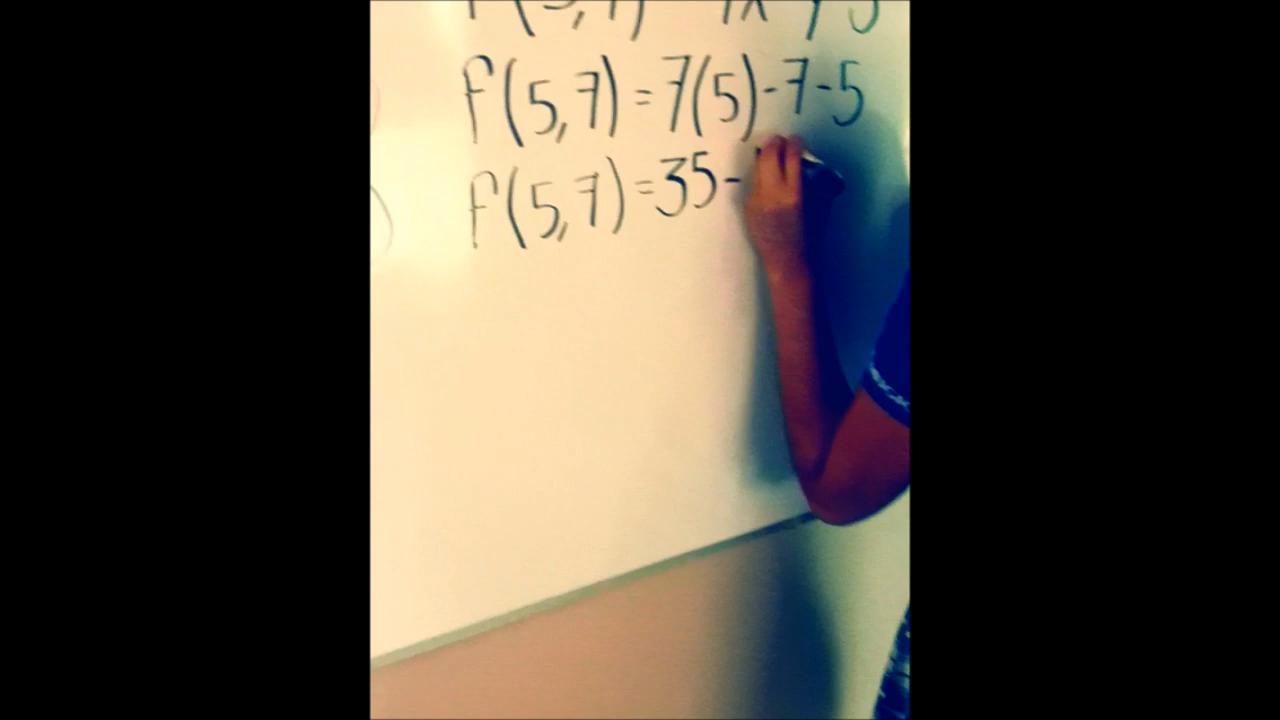 f(5,7) = 7(5)-7-5
f(5,7) = 35-